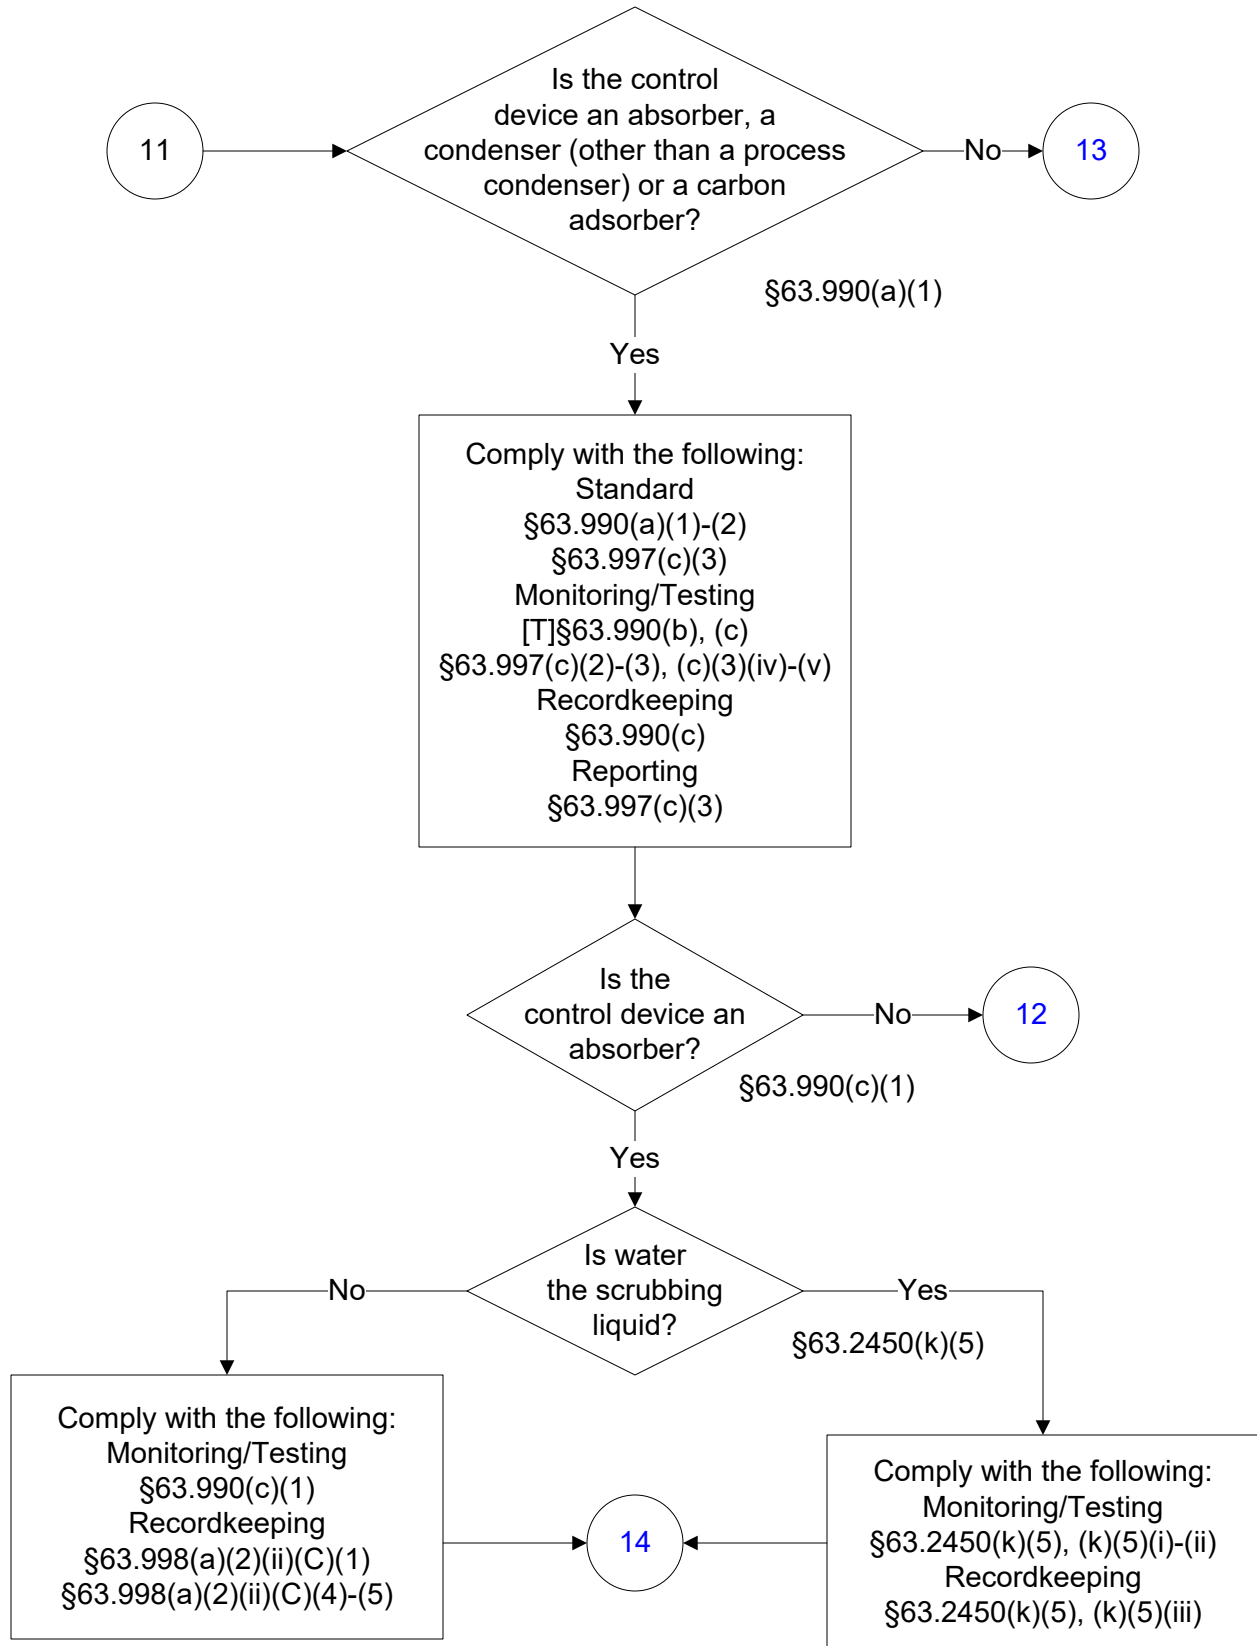 Is the control
device an absorber, a
condenser (other than a process
condenser) or a carbon
adsorber?
11
No
13
§63.990(a)(1)
Yes
Comply with the following:
Standard
§63.990(a)(1)-(2)
§63.997(c)(3)
Monitoring/Testing
[T]§63.990(b), (c)
§63.997(c)(2)-(3), (c)(3)(iv)-(v)
Recordkeeping
§63.990(c)
Reporting
§63.997(c)(3)
Is the
control device an
absorber?
No
12
§63.990(c)(1)
Yes
Is water
the scrubbing
liquid?
No
Yes
§63.2450(k)(5)
Comply with the following:
Monitoring/Testing
§63.990(c)(1)
Recordkeeping
§63.998(a)(2)(ii)(C)(1)
§63.998(a)(2)(ii)(C)(4)-(5)
14
Comply with the following:
Monitoring/Testing
§63.2450(k)(5), (k)(5)(i)-(ii)
Recordkeeping
§63.2450(k)(5), (k)(5)(iii)